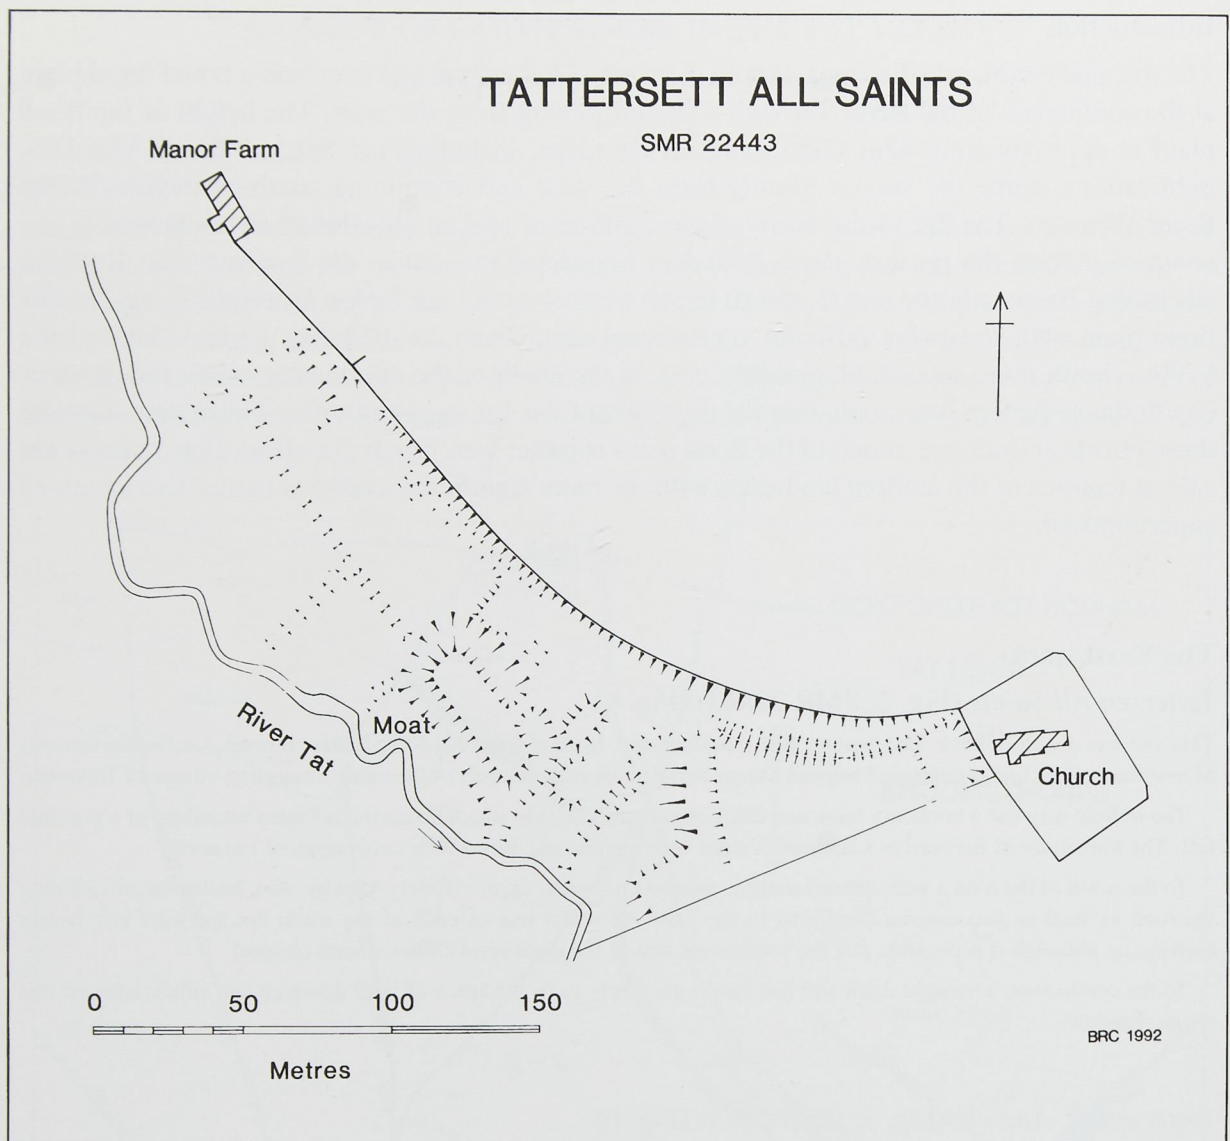 TATTERSETT ALL SAINTS
SMR 22443
Manor Farm
River Tat
Moat
Church
0 50 100 150
Metres
BRC 1992